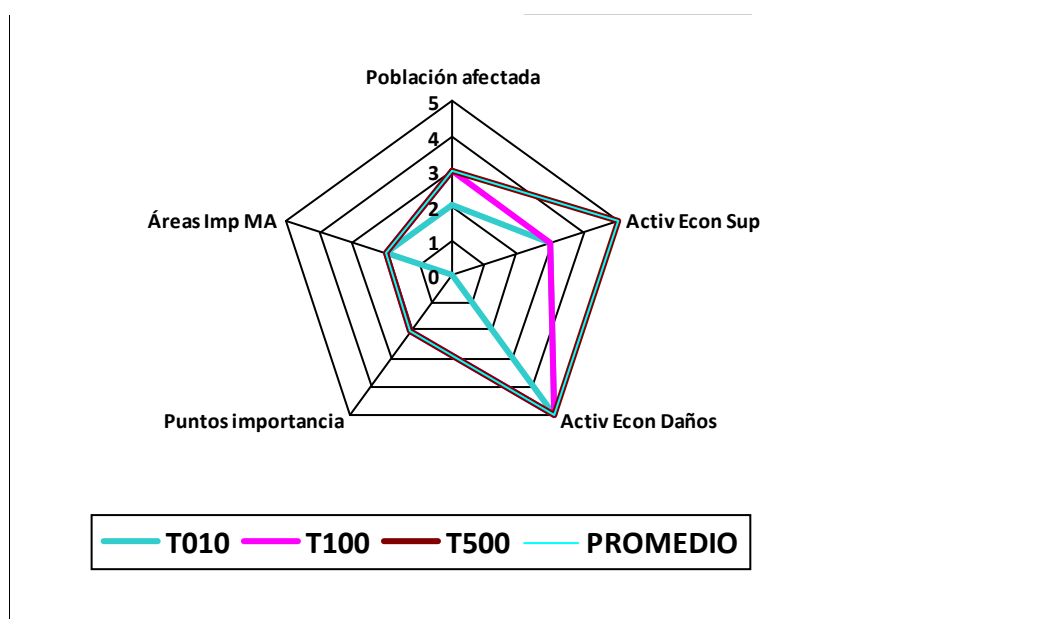 Población afectada
5
4
3
2
1
0
Áreas Imp MA
Activ Econ Sup
Puntos importancia
Activ Econ Daños
T010 T100 T500 PROMEDIO